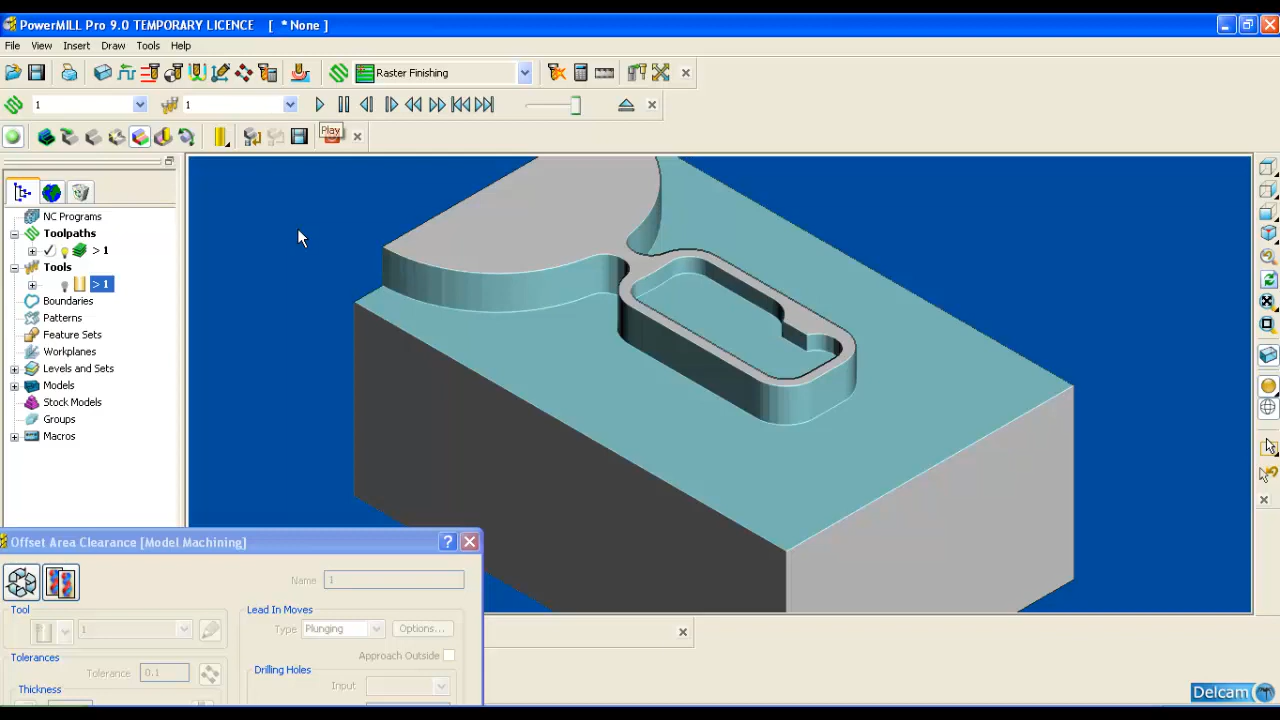 PowerMILL Pro 9.0 TEMPORARY LICENCE [ * None ]
File View Insert Draw Tools Help
Raster Finishing
1 1
Play
NC Programs
Toolpaths
> 1
Tools
> 1
Boundaries
Patterns
Feature Sets
Workplanes
Levels and Sets
Models
Stock Models
Groups
Macros
Offset Area Clearance [Model Machining]
Name 1
Tool
1
Tolerances
Tolerance 0.1
Thickness
Lead In Moves
Type Plunging Options...
Approach Outside
Drilling Holes
Input
Delcam